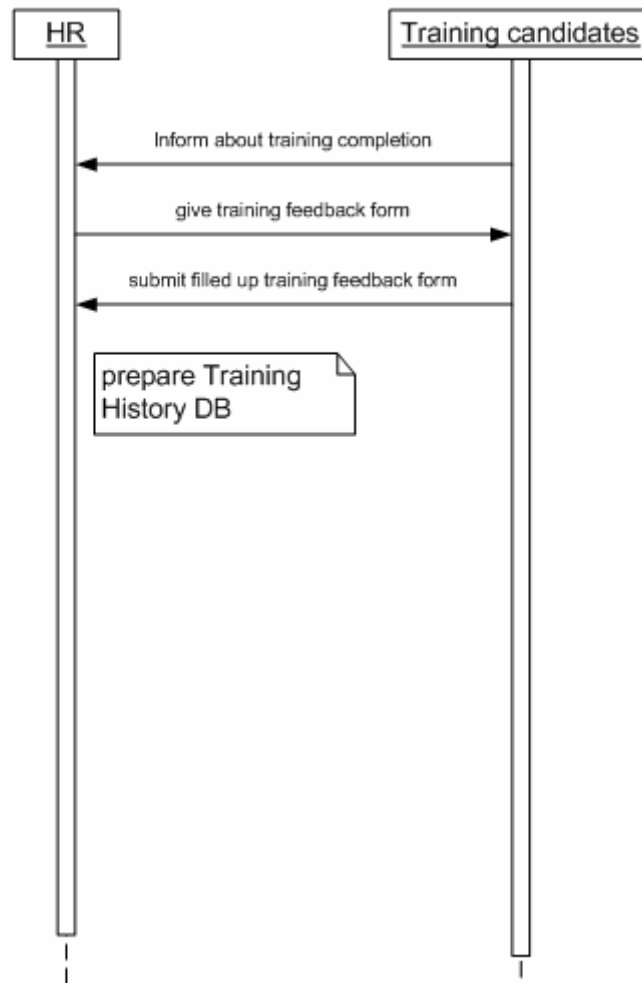 HR
Training candidates
Inform about training completion
give training feedback form
submit filled up training feedback form
prepare Training
History DB